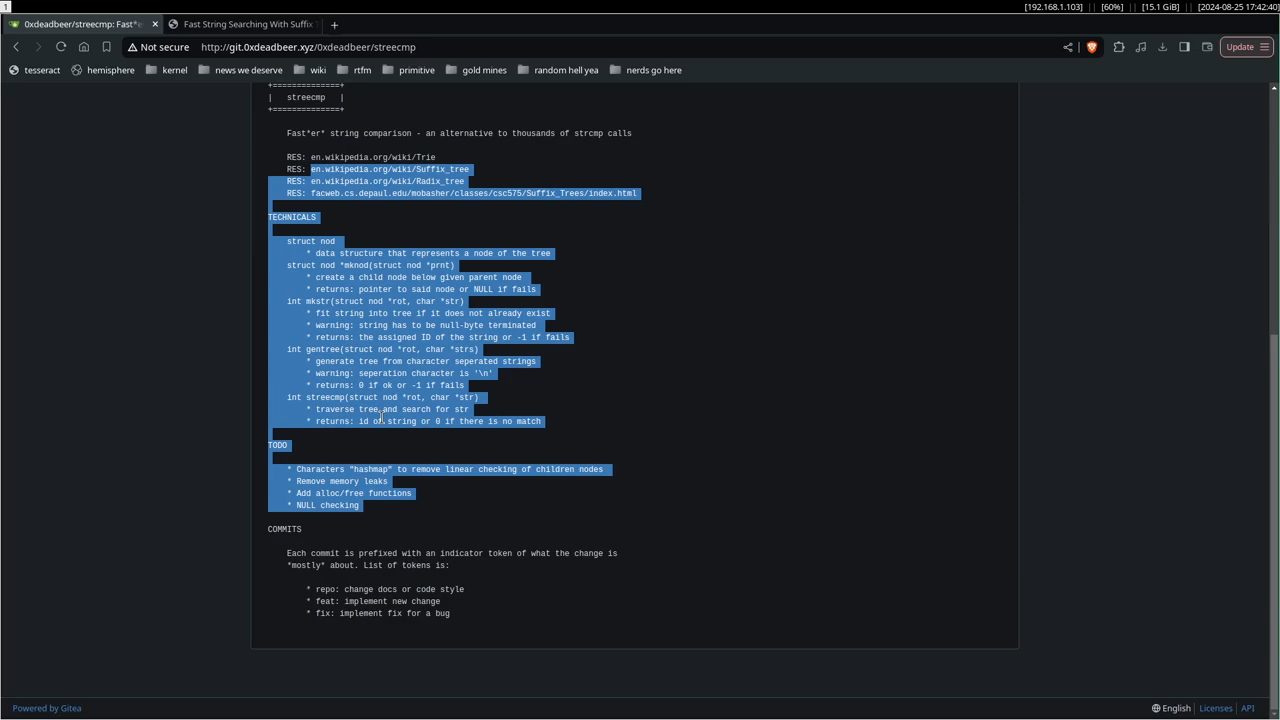 1
[192.168.1.103] || [60%] || [15.1 GiB] || [2024-08-25 17:42:40]
0xdeadbeer/streecmp: Fast*e
Fast String Searching With Suffix
Not secure http://git.0xdeadbeer.xyz/0xdeadbeer/streecmp Update
tesseract hemisphere kernel news we deserve wiki rtfm primitive gold mines random hell yea nerds go here
+==============+
| streecmp |
+==============+
Fast*er* string comparison - an alternative to thousands of strcmp calls
RES: en.wikipedia.org/wiki/Trie
RES: en.wikipedia.org/wiki/Suffix_tree
RES: en.wikipedia.org/wiki/Radix_tree
RES: facweb.cs.depaul.edu/mobasher/classes/csc575/Suffix_Trees/index.html
TECHNICALS
struct nod
* data structure that represents a node of the tree
struct nod *mknod(struct nod *prnt)
* create a child node below given parent node
* returns: pointer to said node or NULL if fails
int mkstr(struct nod *rot, char *str)
* fit string into tree if it does not already exist
* warning: string has to be null-byte terminated
* returns: the assigned ID of the string or -1 if fails
int gentree(struct nod *rot, char *strs)
* generate tree from character seperated strings
* warning: seperation character is '\n'
* returns: 0 if ok or -1 if fails
int streecmp(struct nod *rot, char *str)
* traverse tree and search for str
* returns: id of string or 0 if there is no match
TODO
* Characters "hashmap" to remove linear checking of children nodes
* Remove memory leaks
* Add alloc/free functions
* NULL checking
COMMITS
Each commit is prefixed with an indicator token of what the change is
*mostly* about. List of tokens is:
* repo: change docs or code style
* feat: implement new change
* fix: implement fix for a bug
Powered by Gitea
English Licenses API